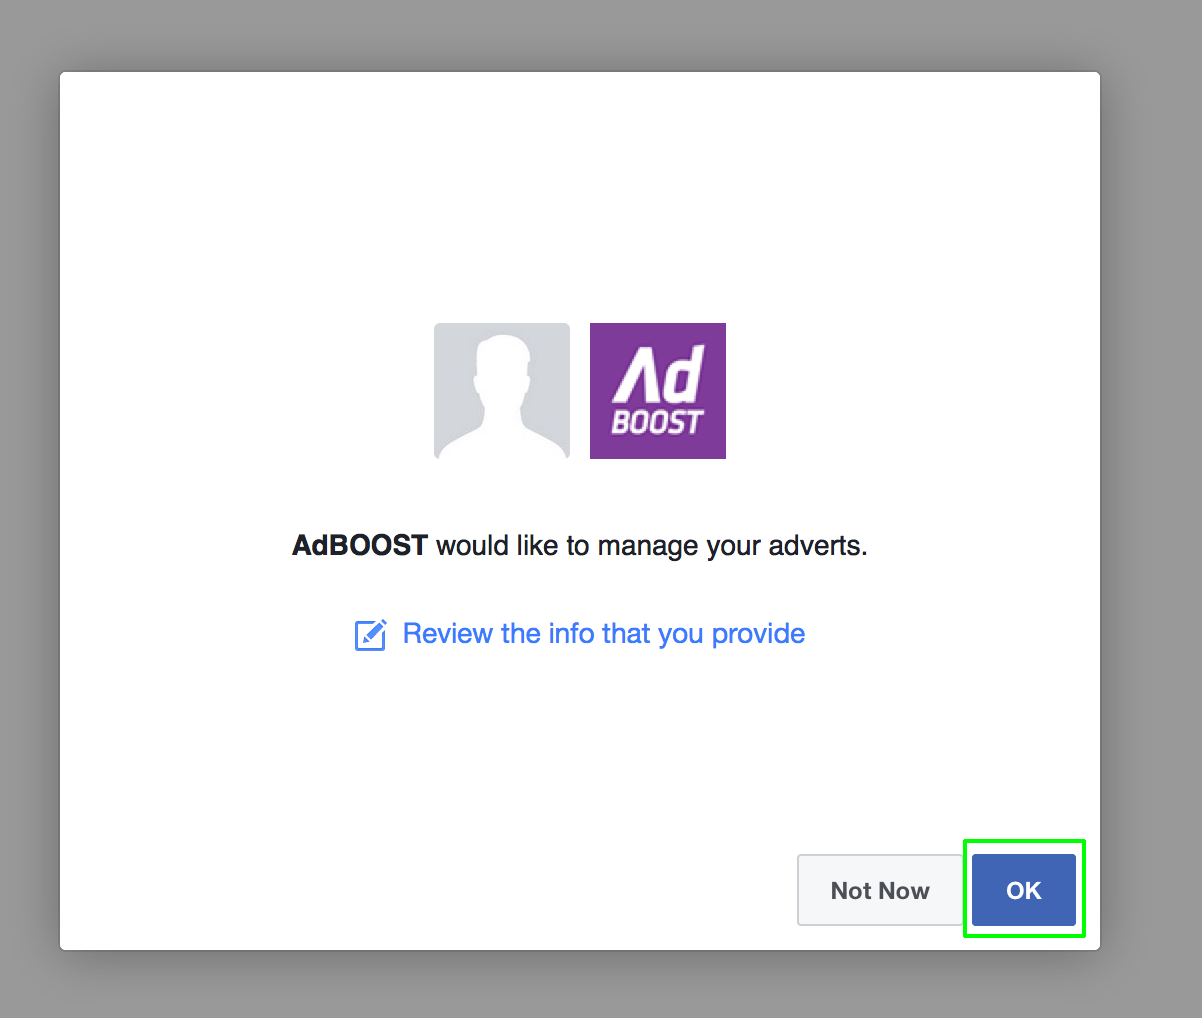 Ad
BOOST
AdBOOST would like to manage your adverts.
Review the info that you provide
Not Now
OK